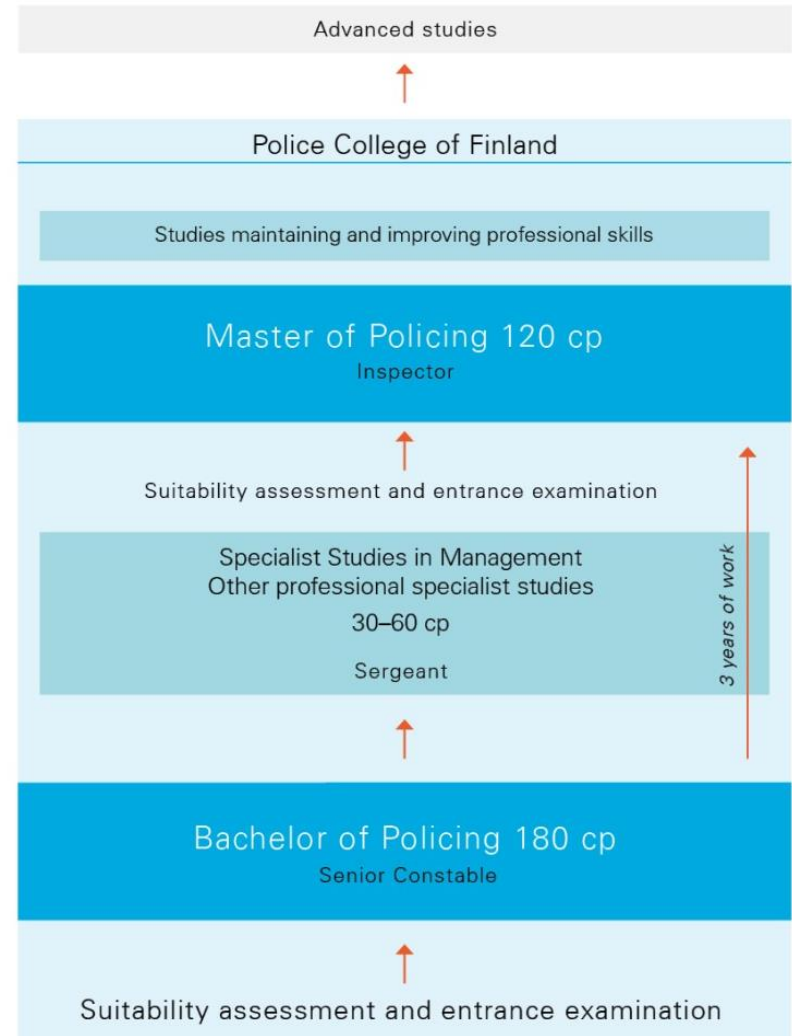 Advanced studies
Police College of Finland
Studies maintaining and improving professional skills
Master of Policing 120 cp
Inspector
Suitability assessment and entrance examination
Specialist Studies in Management
Other professional specialist studies
30–60 cp
Sergeant
3 years of work
Bachelor of Policing 180 cp
Senior Constable
Suitability assessment and entrance examination